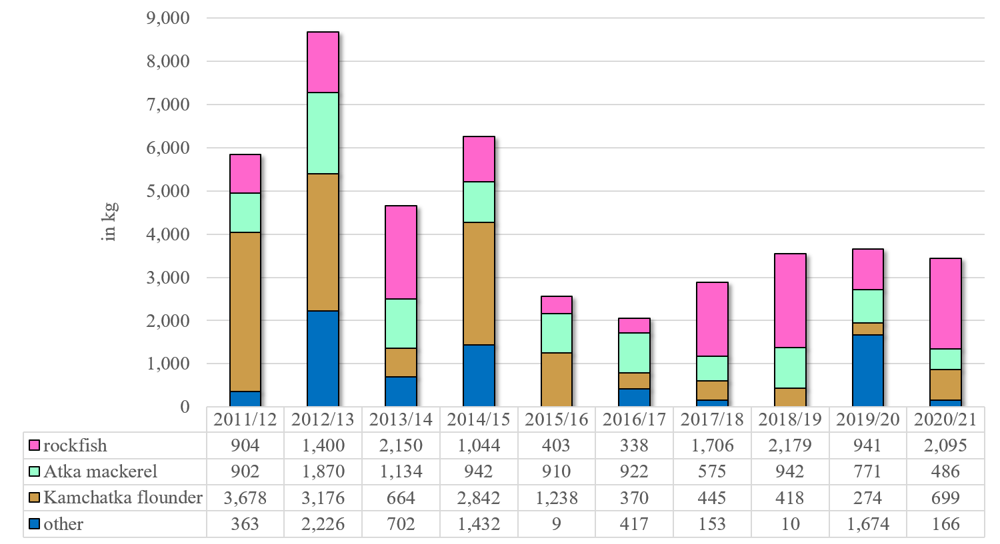 9,000
8,000
7,000
6,000
5,000
4,000
3,000
2,000
1,000
0
in kg
2011/12 2012/13 2013/14 2014/15 2015/16 2016/17 2017/18 2018/19 2019/20 2020/21
rockfish 904 1,400 2,150 1,044 403 338 1,706 2,179 941 2,095
Atka mackerel 902 1,870 1,134 942 910 922 575 942 771 486
Kamchatka flounder 3,678 3,176 664 2,842 1,238 370 445 418 274 699
other 363 2,226 702 1,432 9 417 153 10 1,674 166